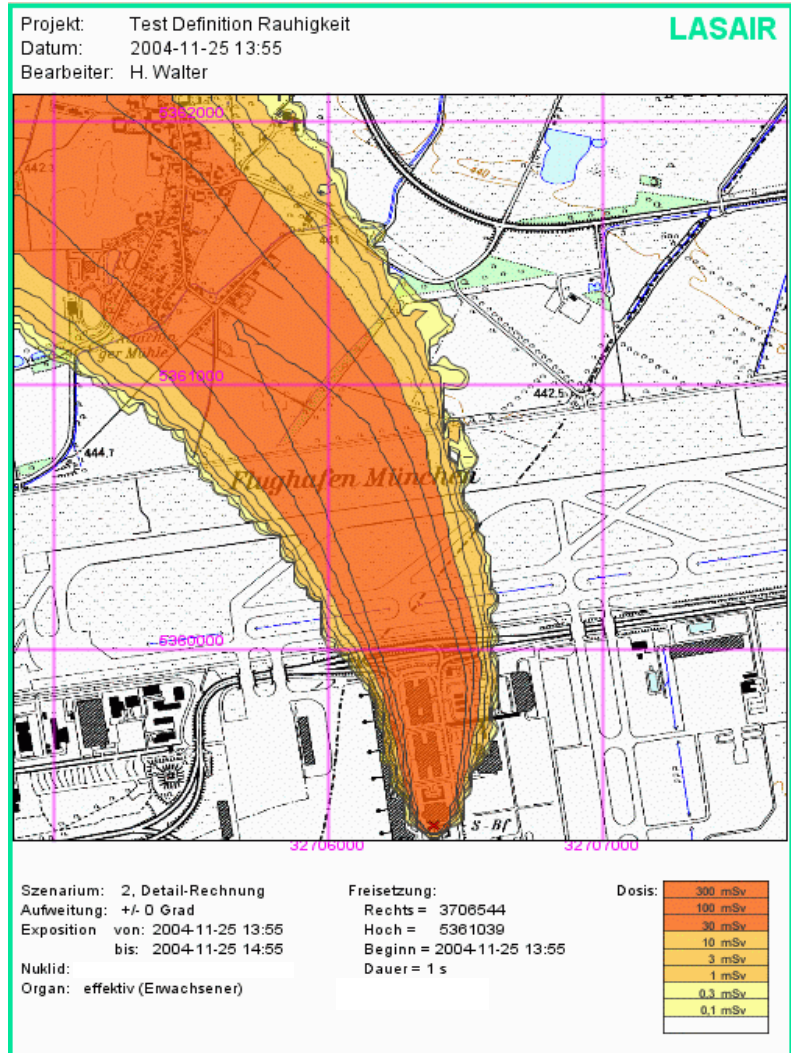 Projekt: Test Definition Rauhigkeit
LASAIR
Datum: 2004-11-25 13:55
Bearbeiter: H. Walter
5362000
442.3
440
441
ger Mühle
5361000
442.5
444.7
Flughafen München
5360000
S-Bf
32706000 32707000
Szenarium: 2, Detail-Rechnung
Aufweitung: +/- 0 Grad
Exposition von: 2004-11-25 13:55
bis: 2004-11-25 14:55
Nuklid:
Organ: effektiv (Erwachsener)
Freisetzung:
Rechts = 3706544
Hoch = 5361039
Beginn = 2004-11-25 13:55
Dauer = 1 s
Dosis: 300 mSv
100 mSv
30 mSv
10 mSv
3 mSv
1 mSv
0,3 mSv
0,1 mSv